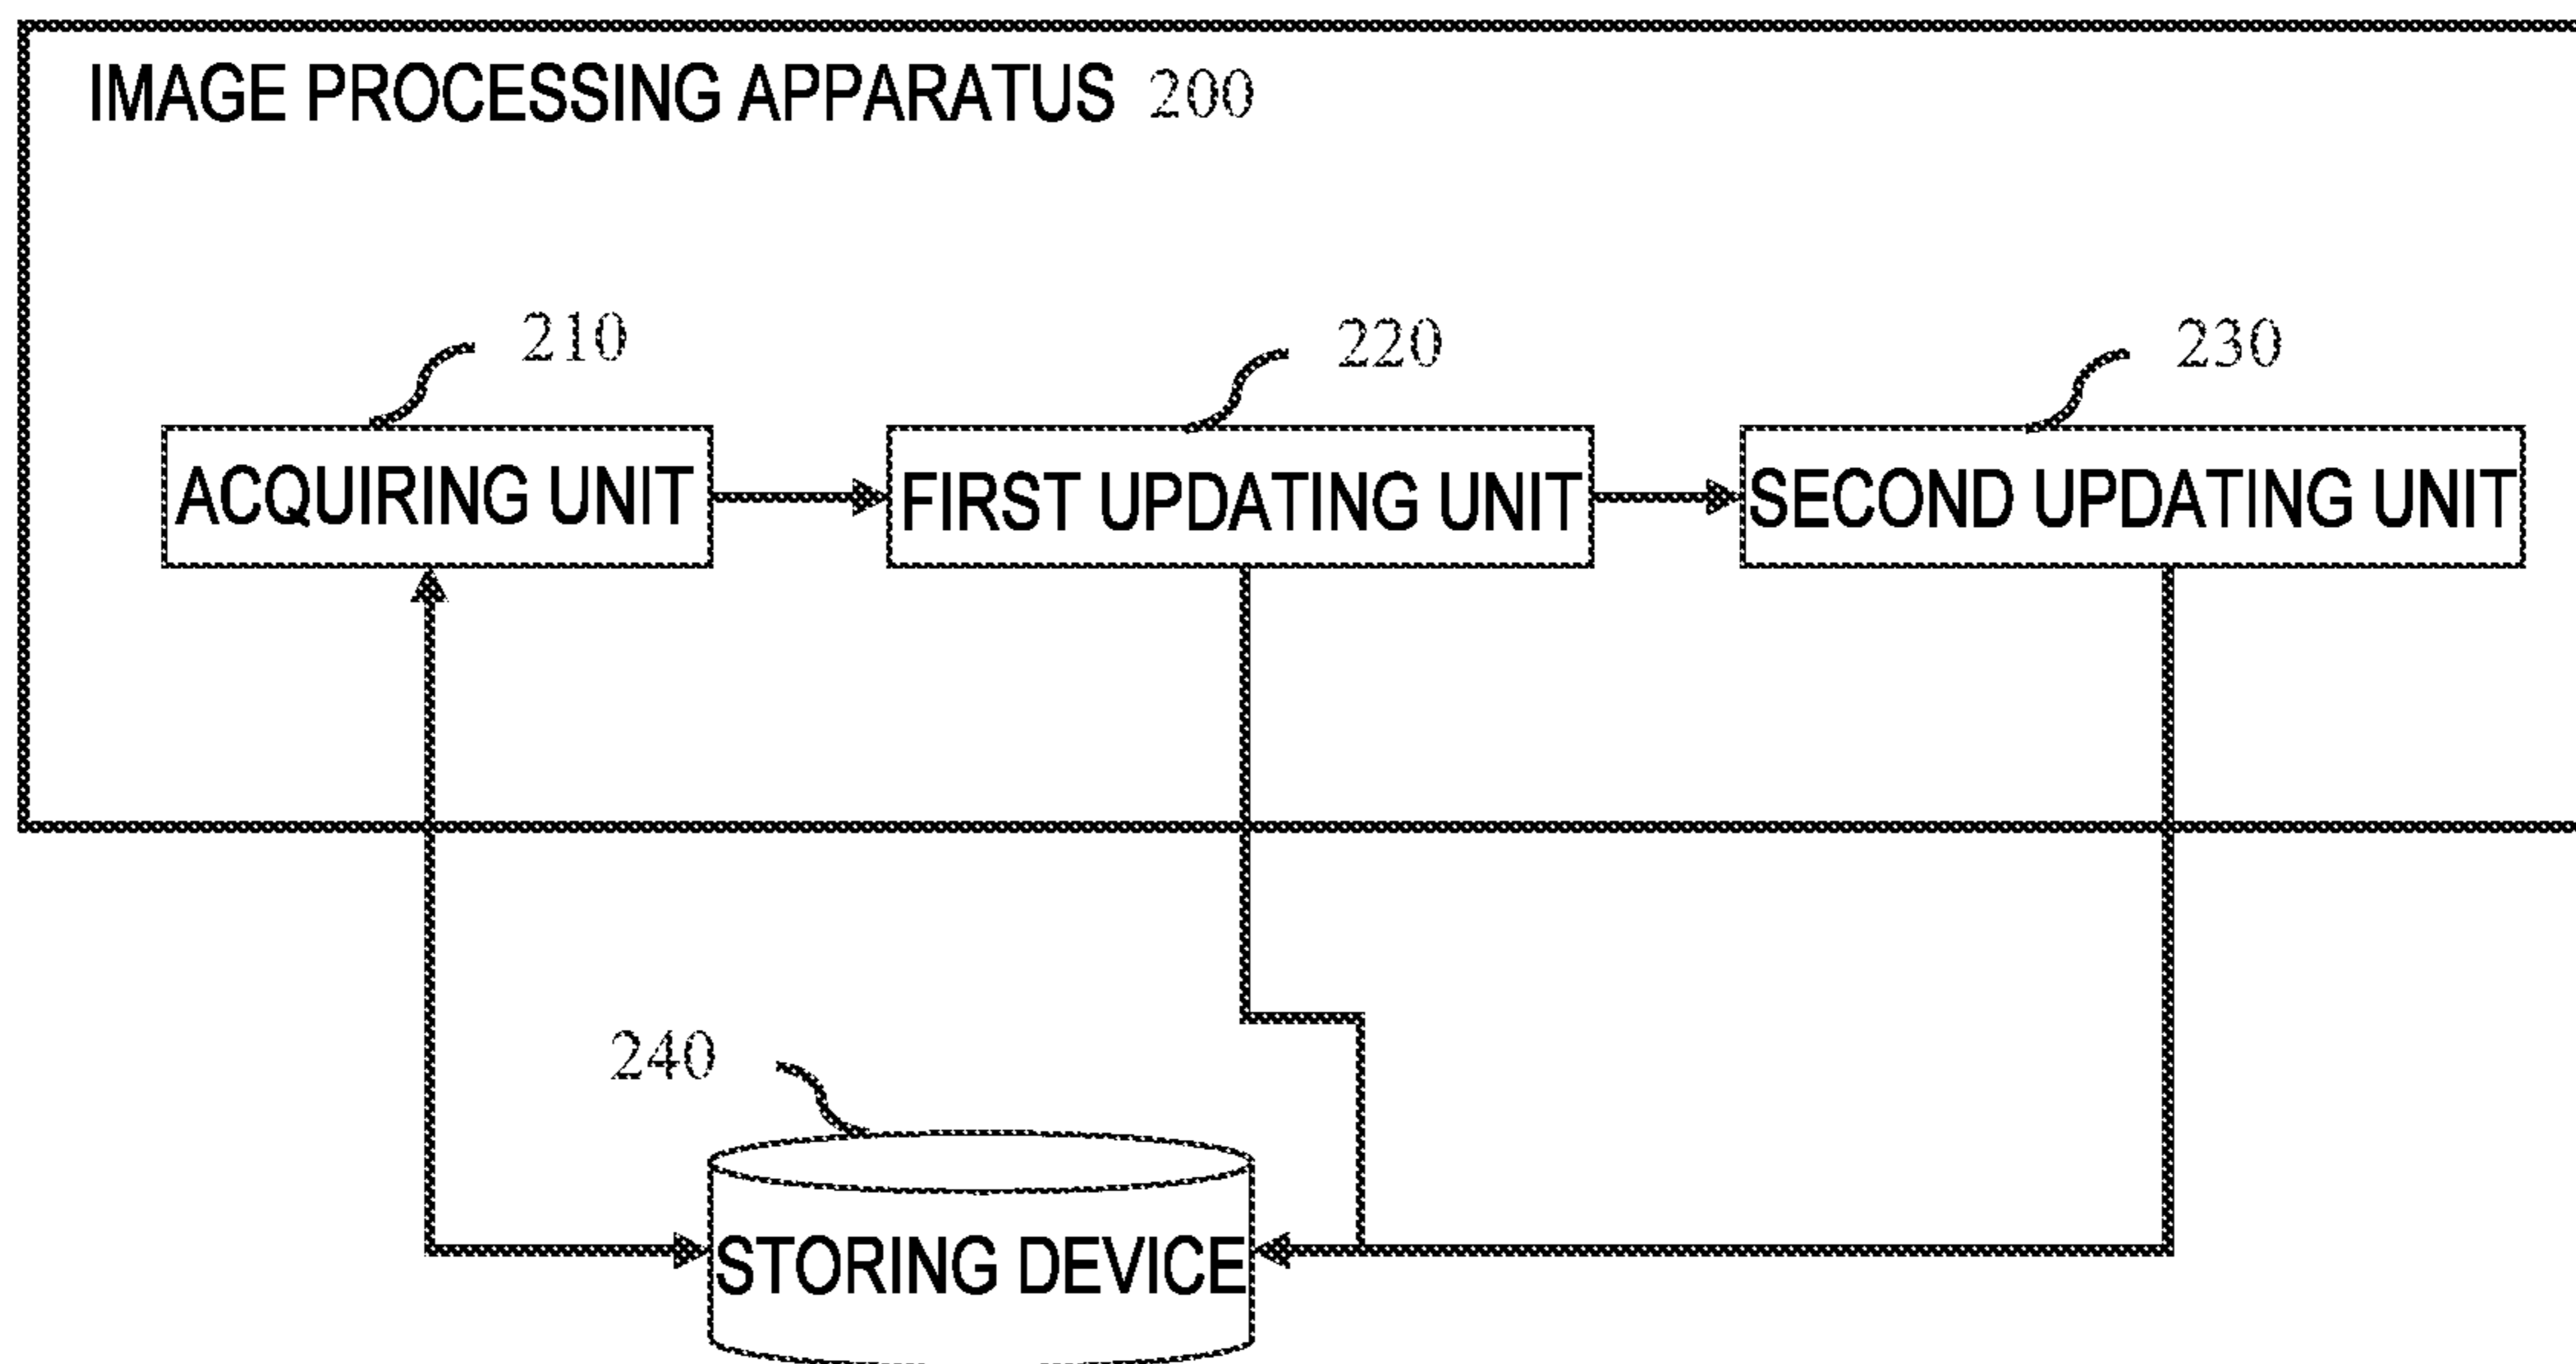 IMAGE PROCESSING APPARATUS 200
210
220
230
ACQUIRING UNIT
FIRST UPDATING UNIT
SECOND UPDATING UNIT
240
STORING DEVICE